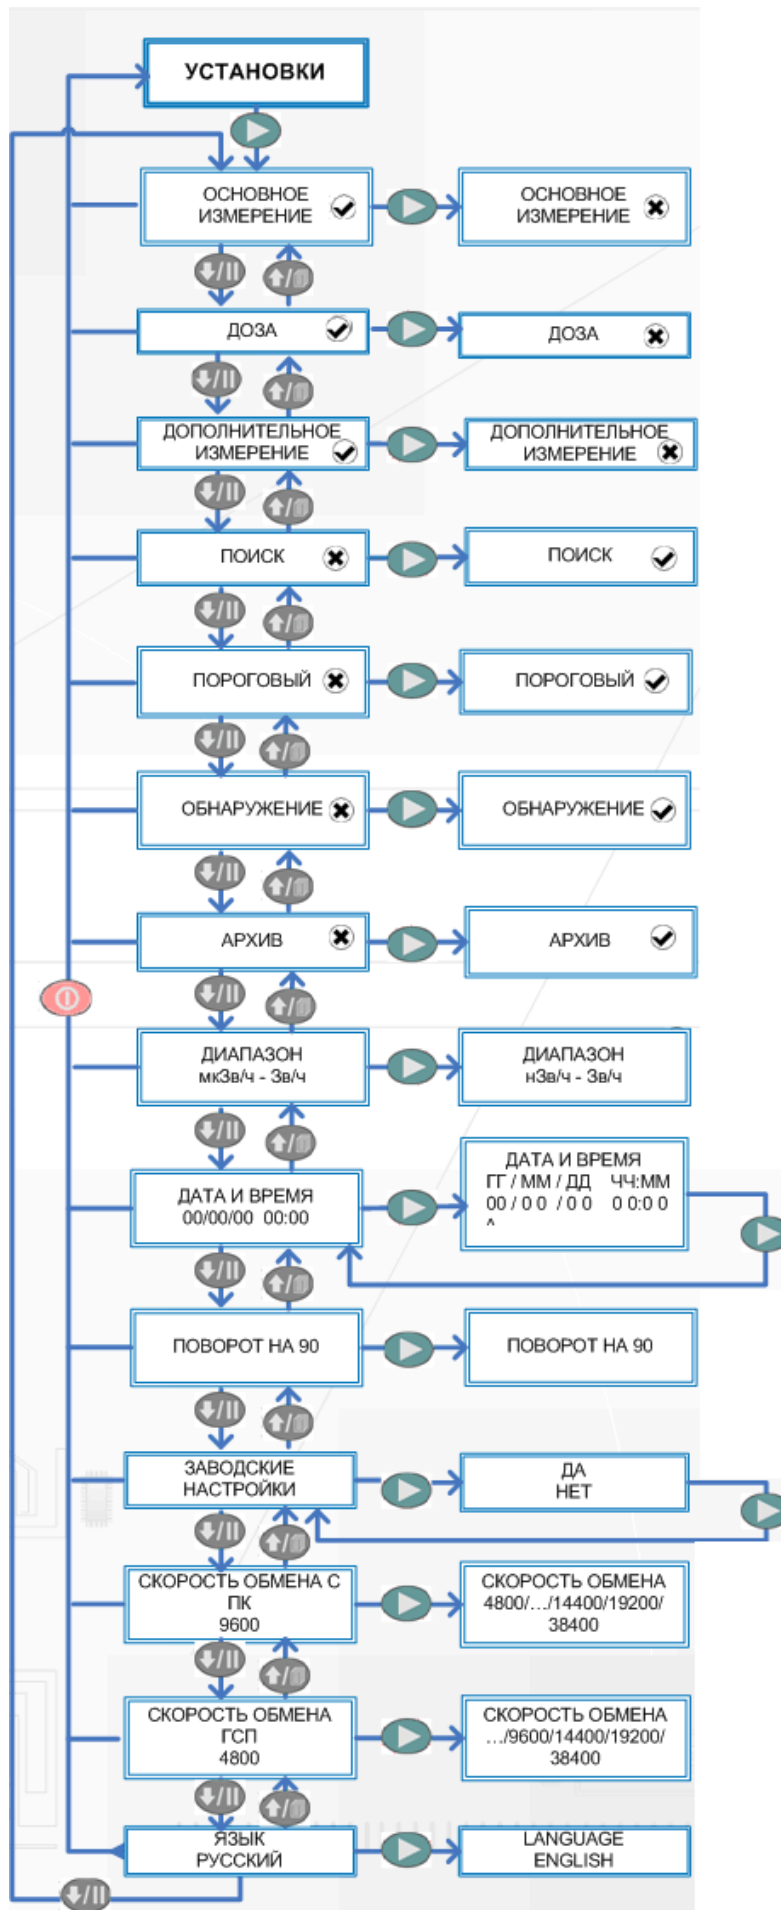 УСТАНОВКИ
ОСНОВНОЕ
ИЗМЕРЕНИЕ
ОСНОВНОЕ
ИЗМЕРЕНИЕ
ДОЗА
ДОЗА
ДОПОЛНИТЕЛЬНОЕ
ИЗМЕРЕНИЕ
ДОПОЛНИТЕЛЬНОЕ
ИЗМЕРЕНИЕ
ПОИСК
ПОИСК
ПОРОГОВЫЙ
ПОРОГОВЫЙ
ОБНАРУЖЕНИЕ
ОБНАРУЖЕНИЕ
АРХИВ
АРХИВ
ДИАПАЗОН
мкЗв/ч - Зв/ч
ДИАПАЗОН
нЗв/ч - Зв/ч
ДАТА И ВРЕМЯ
00/00/00 00:00
ДАТА И ВРЕМЯ
ГГ / ММ / ДД ЧЧ:ММ
00 / 0 0 / 0 0 0 0:0 0
^
ПОВОРОТ НА 90
ПОВОРОТ НА 90
ЗАВОДСКИЕ
НАСТРОЙКИ
ДА
НЕТ
СКОРОСТЬ ОБМЕНА С
ПК
9600
СКОРОСТЬ ОБМЕНА
4800/…/14400/19200/
38400
СКОРОСТЬ ОБМЕНА
ГСП
4800
СКОРОСТЬ ОБМЕНА
…/9600/14400/19200/
38400
ЯЗЫК
РУССКИЙ
LANGUAGE
ENGLISH